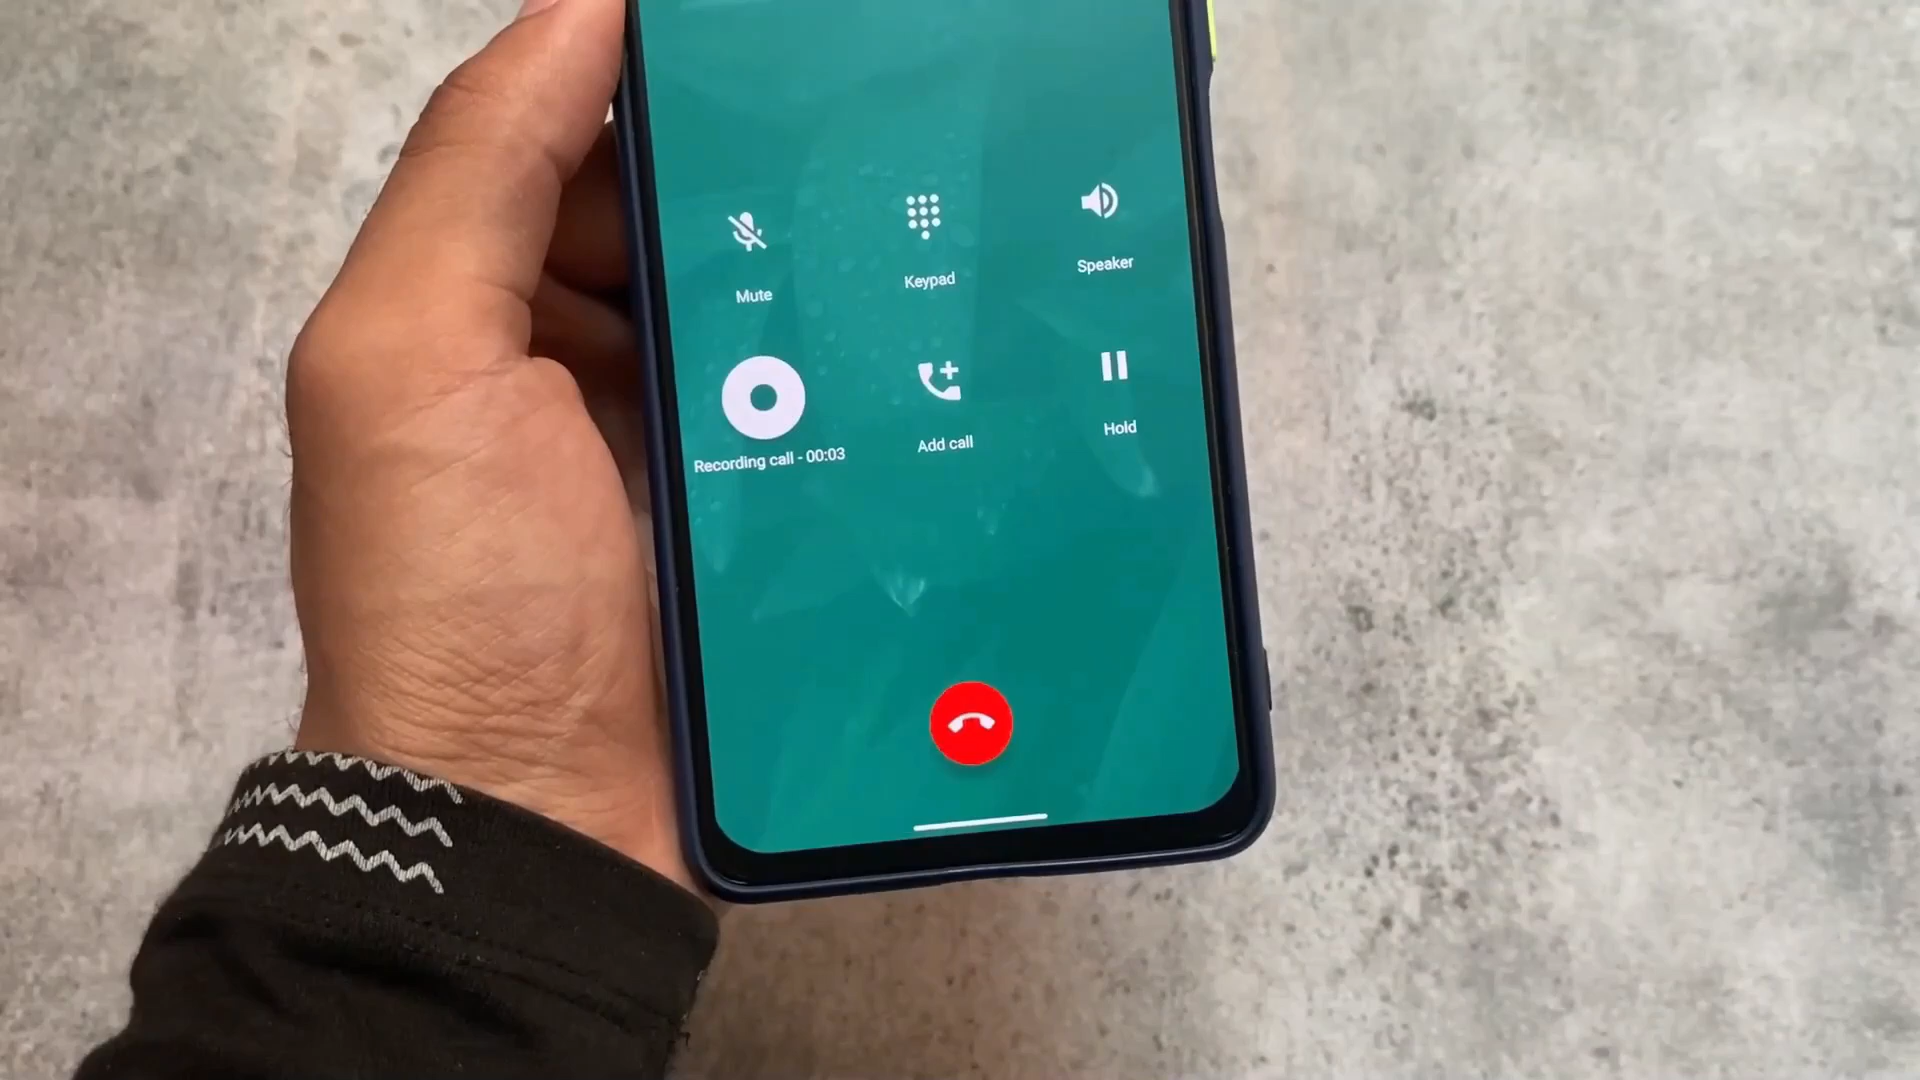 Mute
Keypad
Speaker
Recording call - 00:03
Add call
Hold